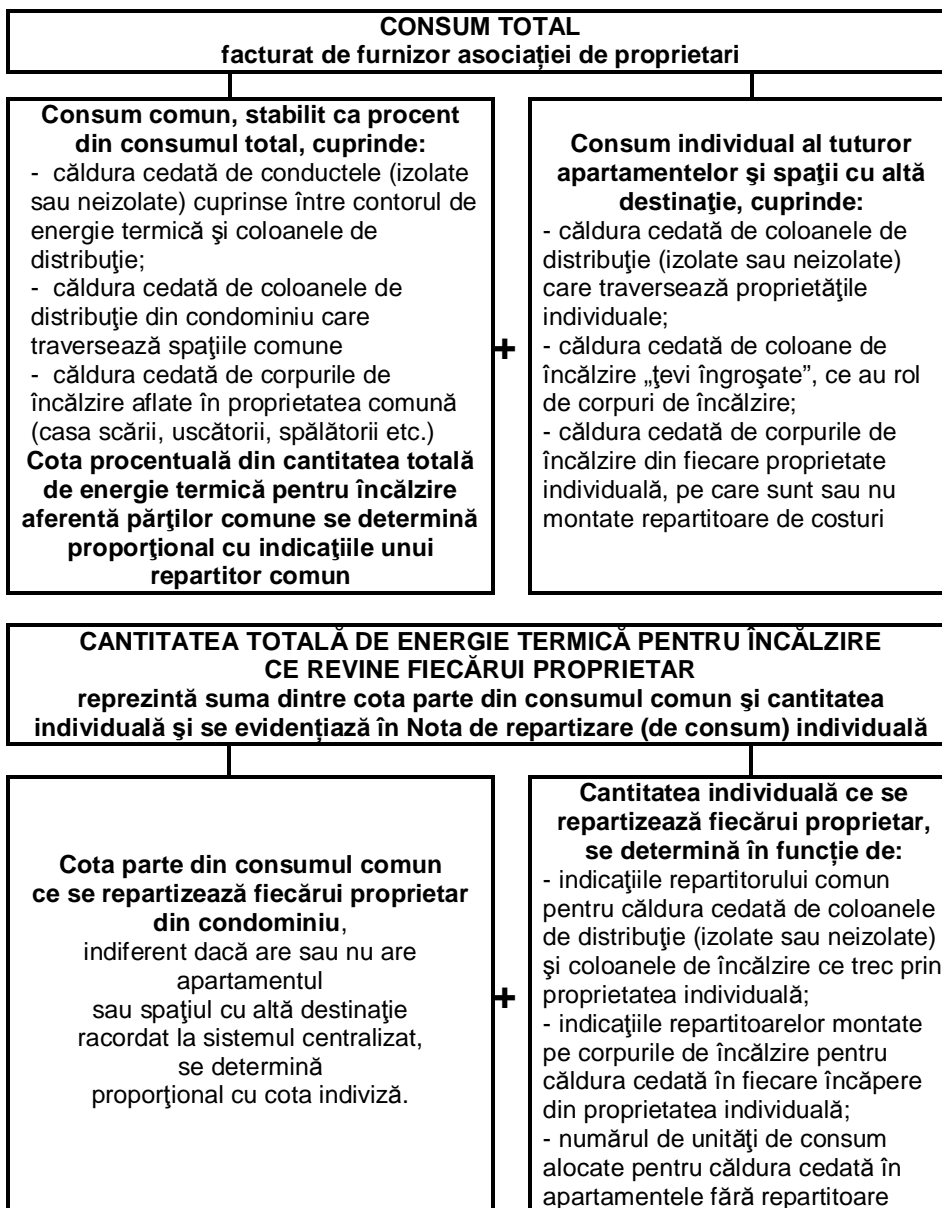 CONSUM TOTAL
facturat de furnizor asociației de proprietari
Consum comun, stabilit ca procent
din consumul total, cuprinde:
- căldura cedată de conductele (izolate
sau neizolate) cuprinse între contorul de
energie termică şi coloanele de
distribuţie;
- căldura cedată de coloanele de
distribuţie din condominiu care
traversează spaţiile comune
- căldura cedată de corpurile de
încălzire aflate în proprietatea comună
(casa scării, uscătorii, spălătorii etc.)
Cota procentuală din cantitatea totală
de energie termică pentru încălzire
aferentă părţilor comune se determină
proporţional cu indicaţiile unui
repartitor comun
+
Consum individual al tuturor
apartamentelor şi spaţii cu altă
destinaţie, cuprinde:
- căldura cedată de coloanele de
distribuţie (izolate sau neizolate)
care traversează proprietăţile
individuale;
- căldura cedată de coloane de
încălzire „ţevi îngroşate”, ce au rol
de corpuri de încălzire;
- căldura cedată de corpurile de
încălzire din fiecare proprietate
individuală, pe care sunt sau nu
montate repartitoare de costuri
CANTITATEA TOTALĂ DE ENERGIE TERMICĂ PENTRU ÎNCĂLZIRE
CE REVINE FIECĂRUI PROPRIETAR
reprezintă suma dintre cota parte din consumul comun şi cantitatea
individuală şi se evidențiază în Nota de repartizare (de consum) individuală
Cota parte din consumul comun
ce se repartizează fiecărui proprietar
din condominiu,
indiferent dacă are sau nu are
apartamentul
sau spaţiul cu altă destinaţie
racordat la sistemul centralizat,
se determină
proporţional cu cota indiviză.
+
Cantitatea individuală ce se
repartizează fiecărui proprietar,
se determină în funcție de:
- indicaţiile repartitorului comun
pentru căldura cedată de coloanele
de distribuţie (izolate sau neizolate)
şi coloanele de încălzire ce trec prin
proprietatea individuală;
- indicaţiile repartitoarelor montate
pe corpurile de încălzire pentru
căldura cedată în fiecare încăpere
din proprietatea individuală;
- numărul de unităţi de consum
alocate pentru căldura cedată în
apartamentele fără repartitoare